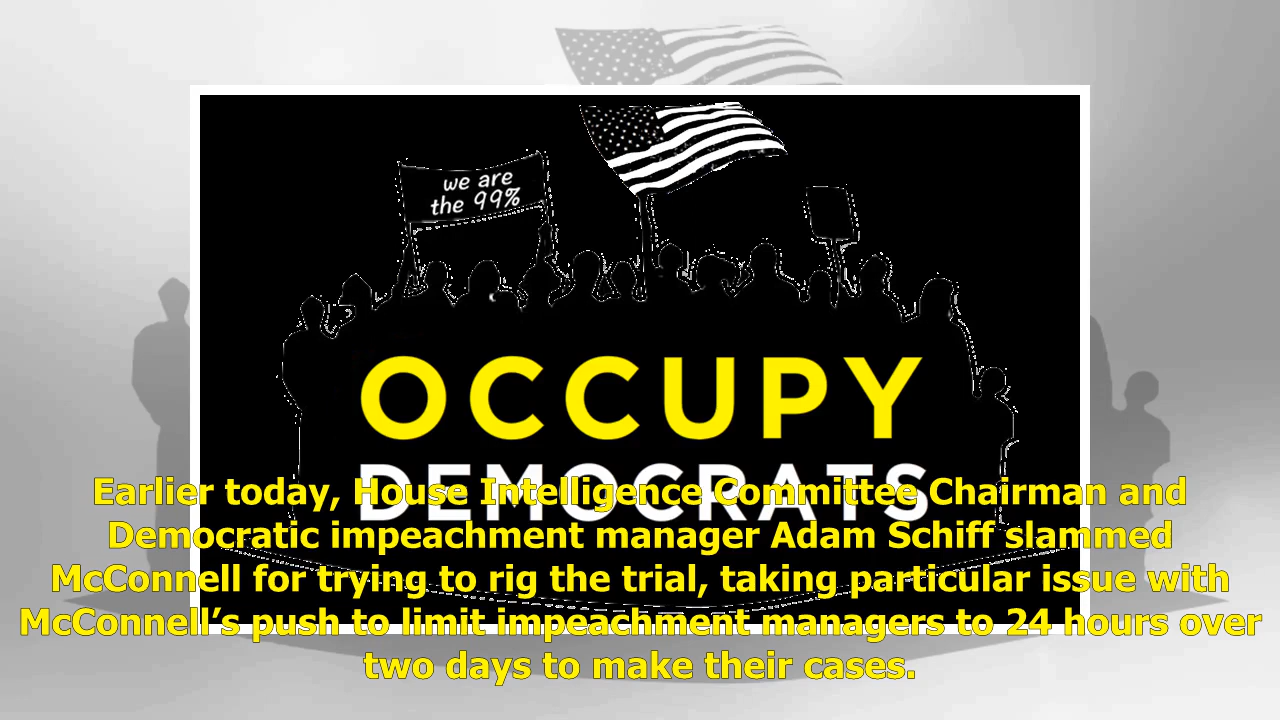 we are
the 99%
OCCUPY
DEMOCRATS
Earlier today, House Intelligence Committee Chairman and
Democratic impeachment manager Adam Schiff slammed
McConnell for trying to rig the trial, taking particular issue with
McConnell’s push to limit impeachment managers to 24 hours over
two days to make their cases.